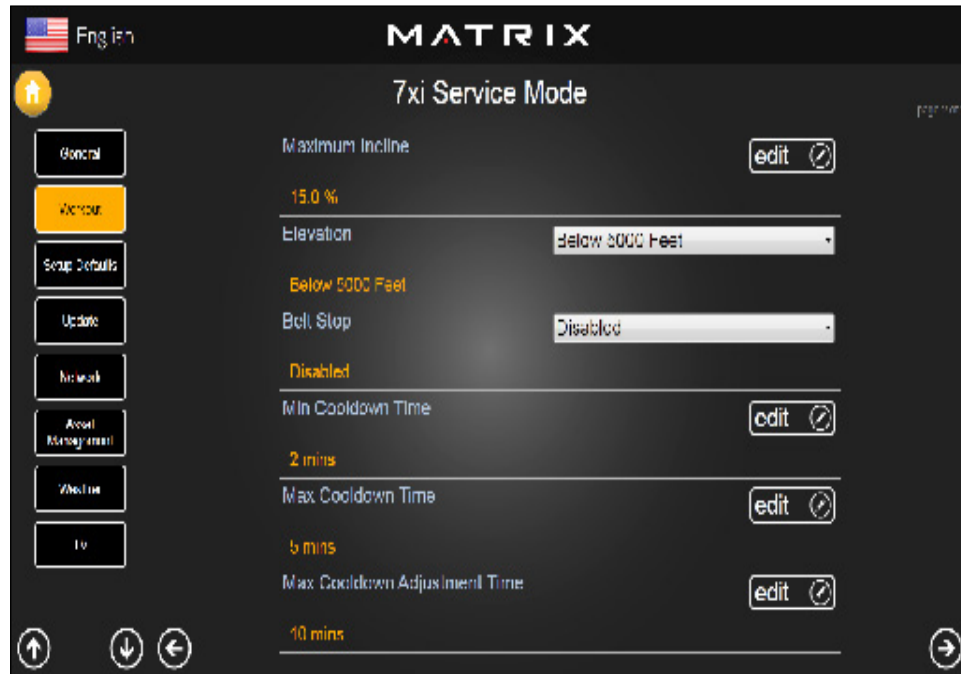 English
MATRIX
7xi Service Mode
General
Workout
Setup Defaults
Update
Network
Asset
Management
Weather
TV
Maximum Incline
edit
15.0 %
Elevation
Below 5000 Feet
Below 5000 Feet
Belt Stop
Disabled
Disabled
Min Cooldown Time
edit
2 mins
Max Cooldown Time
edit
5 mins
Max Cooldown Adjustment Time
edit
10 mins